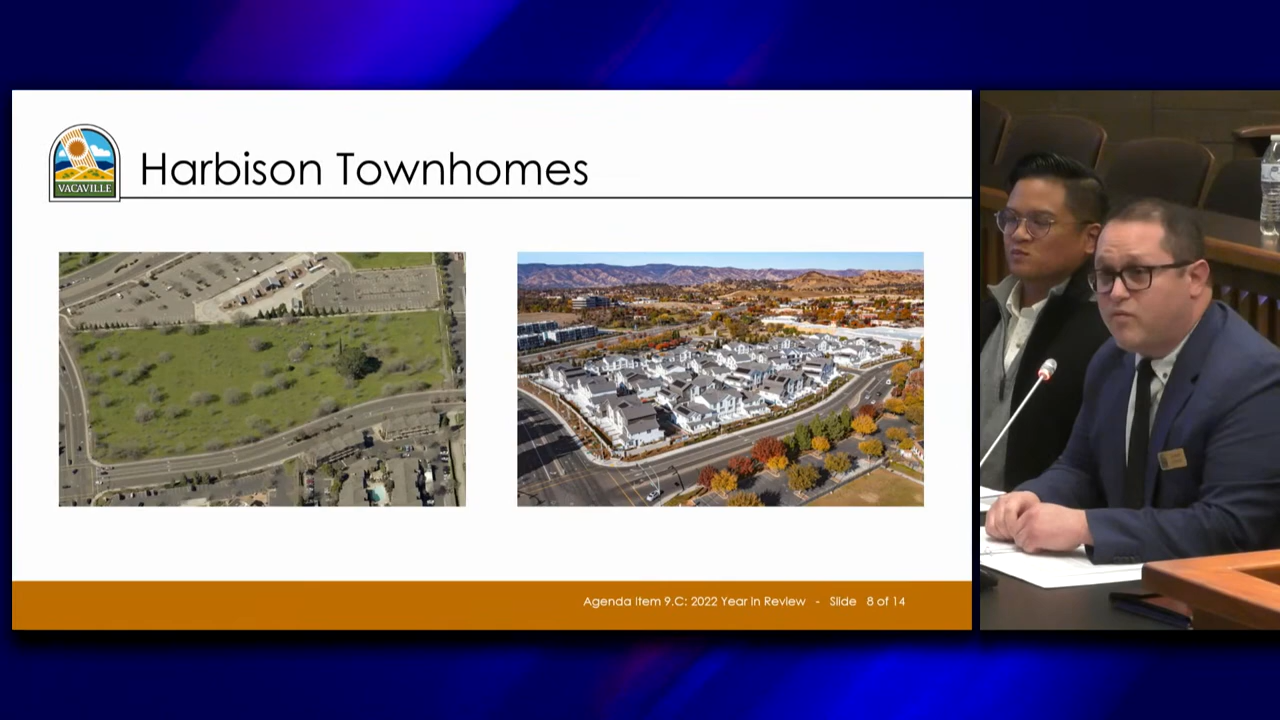 VACAVILLE
Harbison Townhomes
Agenda Item 9.C: 2022 Year in Review - Slide 8 of 14